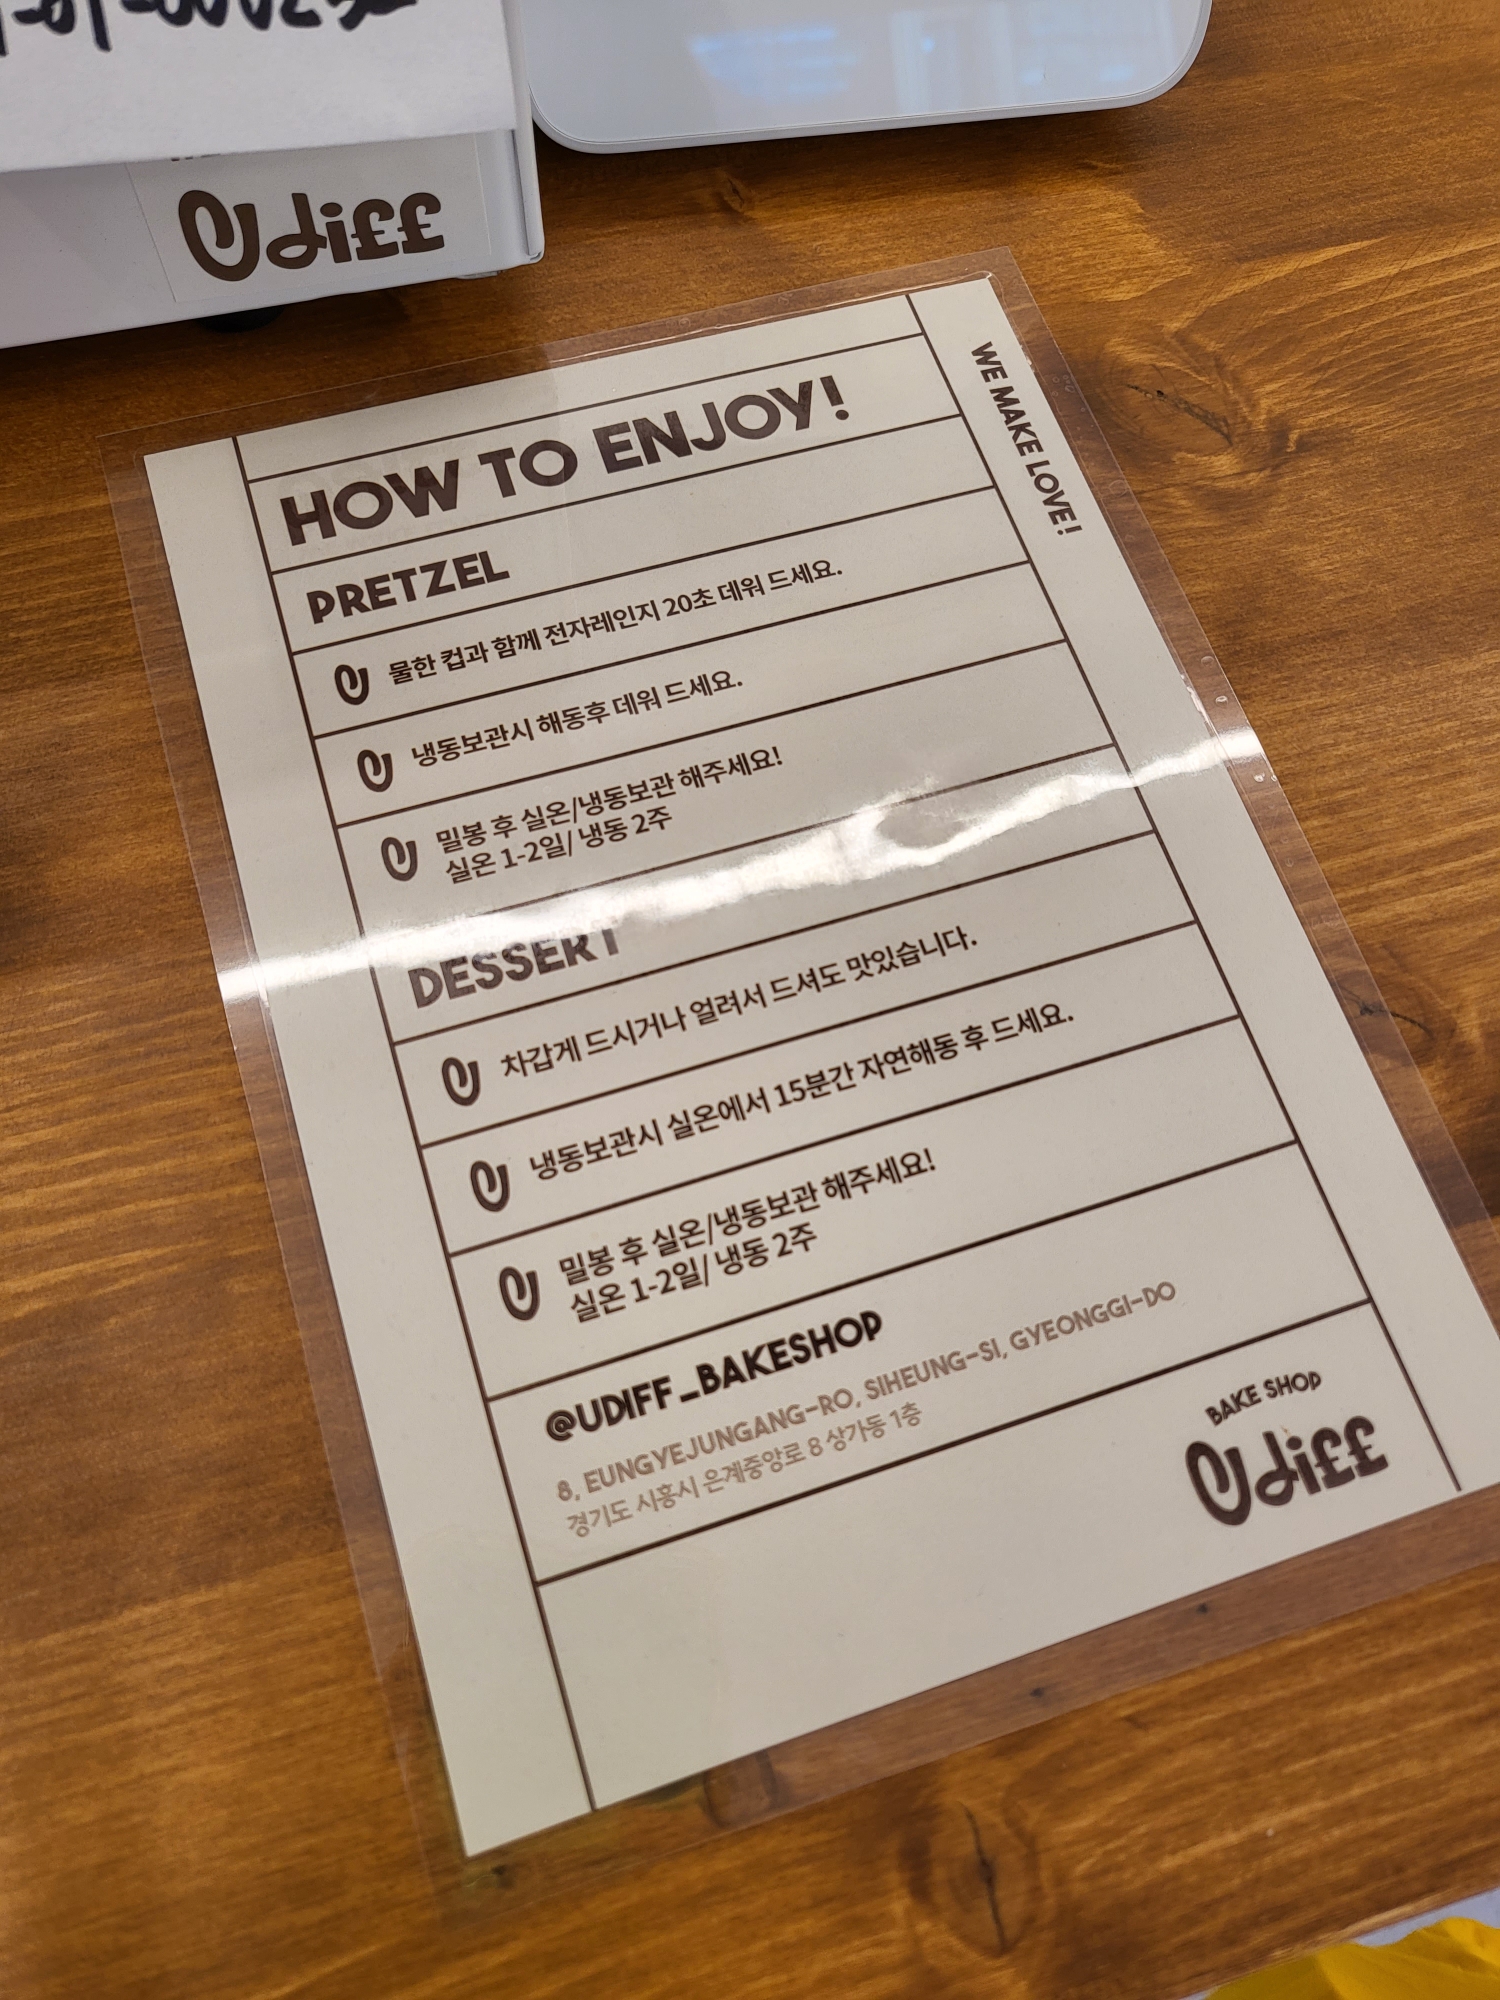 Udiff
HOW TO ENJOY!
WE MAKE LOVE!
PRETZEL
물한 컵과 함께 전자레인지 20초 데워 드세요.
냉동보관시 해동후 데워 드세요.
밀봉 후 실온/냉동보관 해주세요!
실온 1-2일/ 냉동 2주
DESSERT
차갑게 드시거나 얼려서 드셔도 맛있습니다.
냉동보관시 실온에서 15분간 자연해동 후 드세요.
밀봉 후 실온/냉동보관 해주세요!
실온 1-2일/ 냉동 2주
@UDIFF_BAKESHOP
8, EUNGYEJUNGANG-RO, SIHEUNG-SI, GYEONGGI-DO
경기도 시흥시 은계중앙로 8 상가동 1층
BAKE SHOP
Udiff